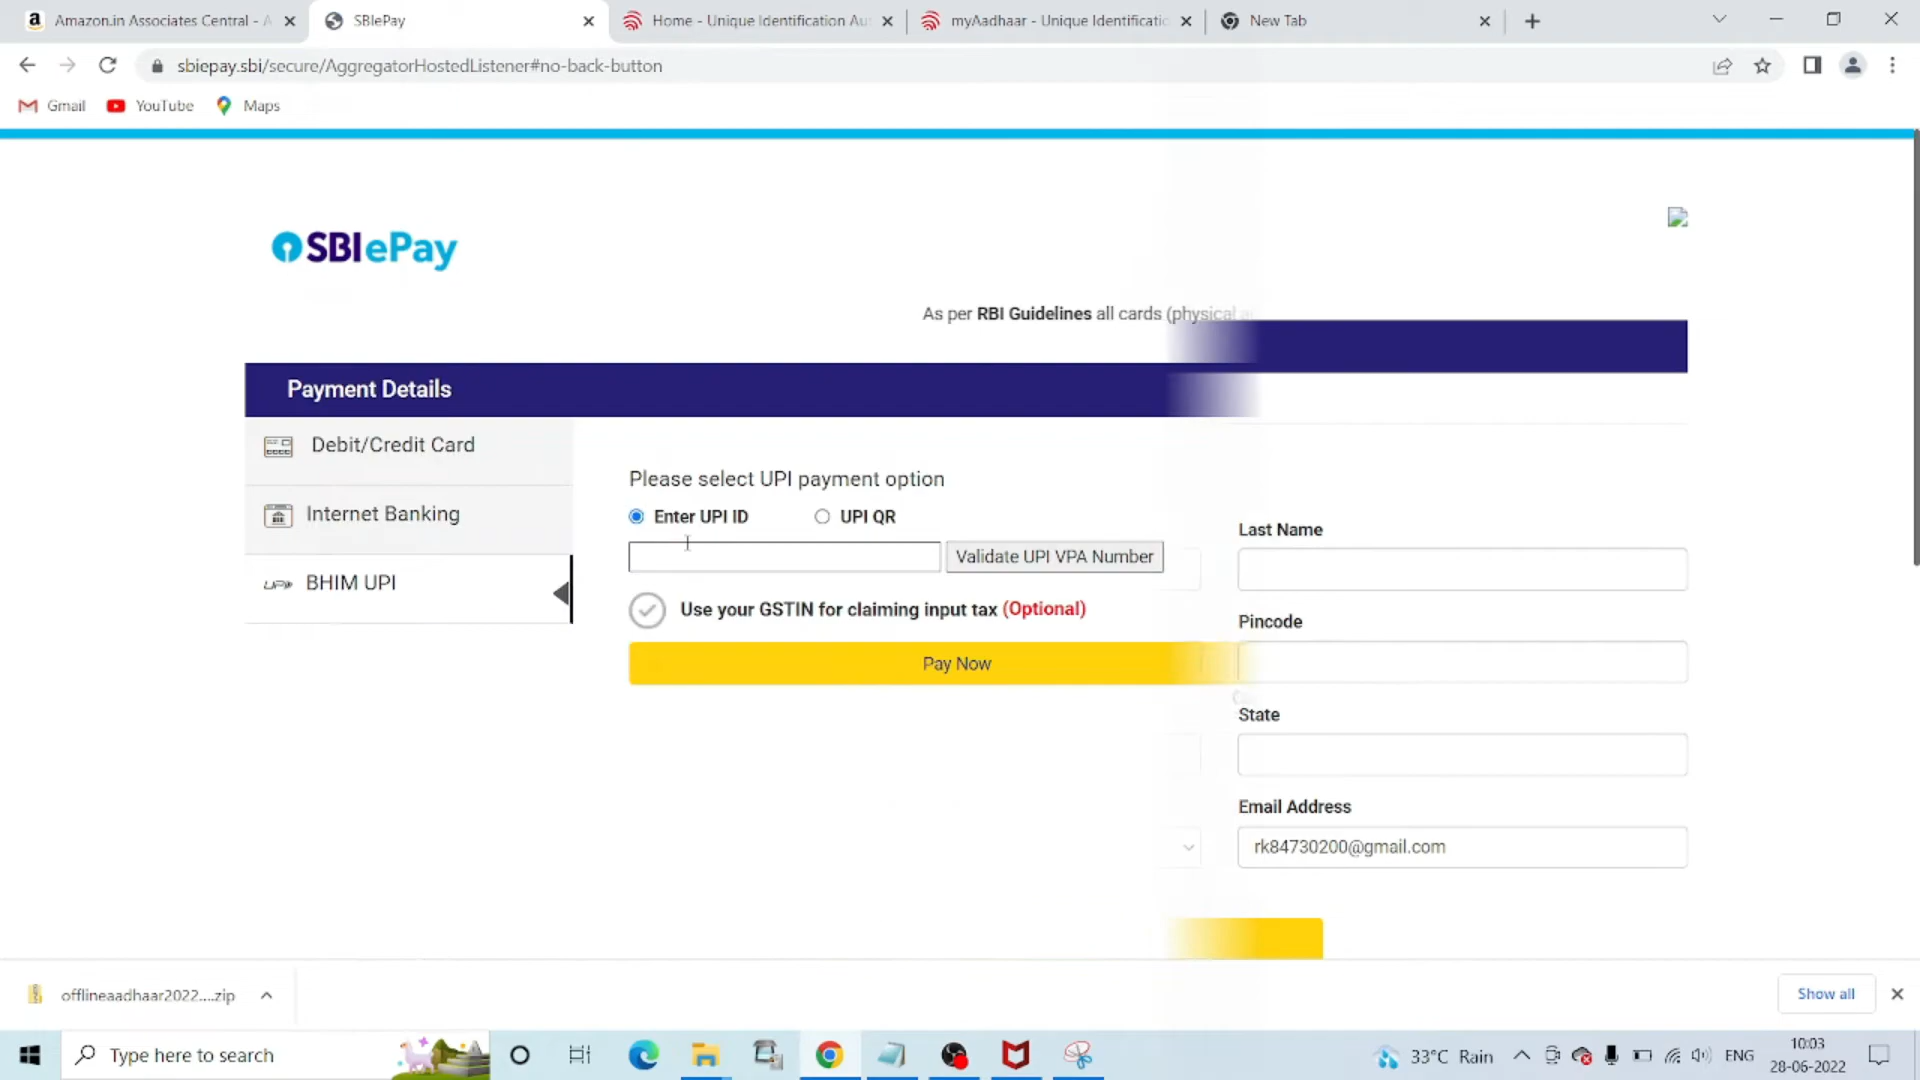 Amazon.in Associates Central - A
SBIePay
Home - Unique Identification Au
myAadhaar - Unique Identificatio
New Tab
sbiepay.sbi/secure/AggregatorHostedListener#no-back-button
Gmail
YouTube
Maps
SBI ePay
As per RBI Guidelines all cards (physical
Payment Details
Debit/Credit Card
Internet Banking
BHIM UPI
Please select UPI payment option
Enter UPI ID
UPI QR
Validate UPI VPA Number
Use your GSTIN for claiming input tax (Optional)
Pay Now
Last Name
Pincode
State
Email Address
rk84730200@gmail.com
offlineaadhaar2022....zip
Show all
Type here to search
33°C Rain
ENG
10:03
28-06-2022